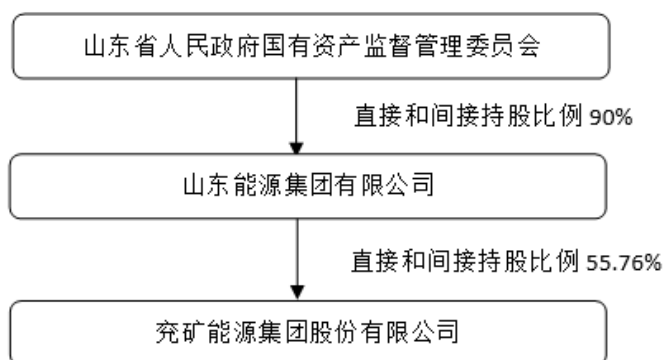 山东省人民政府国有资产监督管理委员会
直接和间接持股比例 90%
山东能源集团有限公司
直接和间接持股比例 55.76%
兖矿能源集团股份有限公司